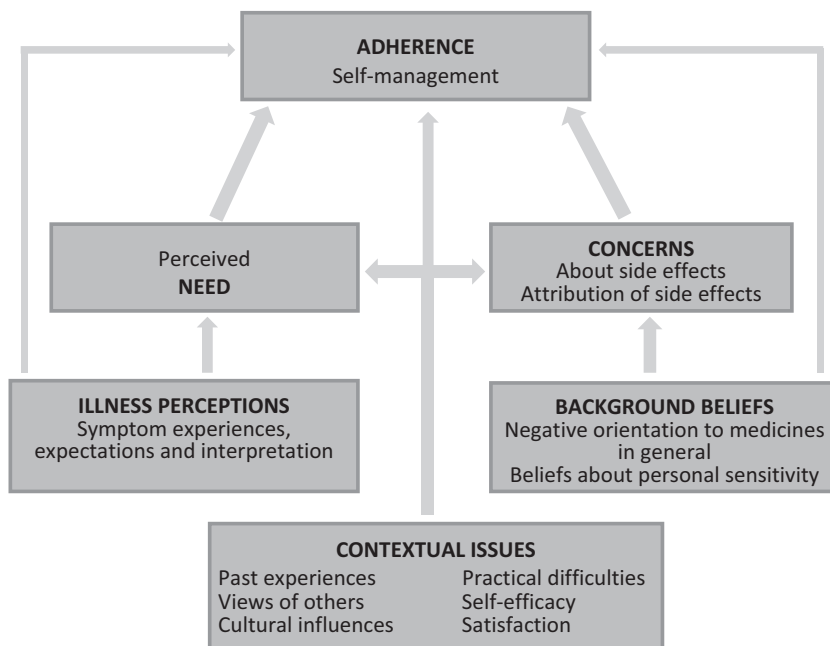 ADHERENCE
Self-management
Perceived
NEED
CONCERNS
About side effects
Attribution of side effects
ILLNESS PERCEPTIONS
Symptom experiences,
expectations and interpretation
BACKGROUND BELIEFS
Negative orientation to medicines
in general
Beliefs about personal sensitivity
CONTEXTUAL ISSUES
Past experiences
Views of others
Cultural influences
Practical difficulties
Self-efficacy
Satisfaction